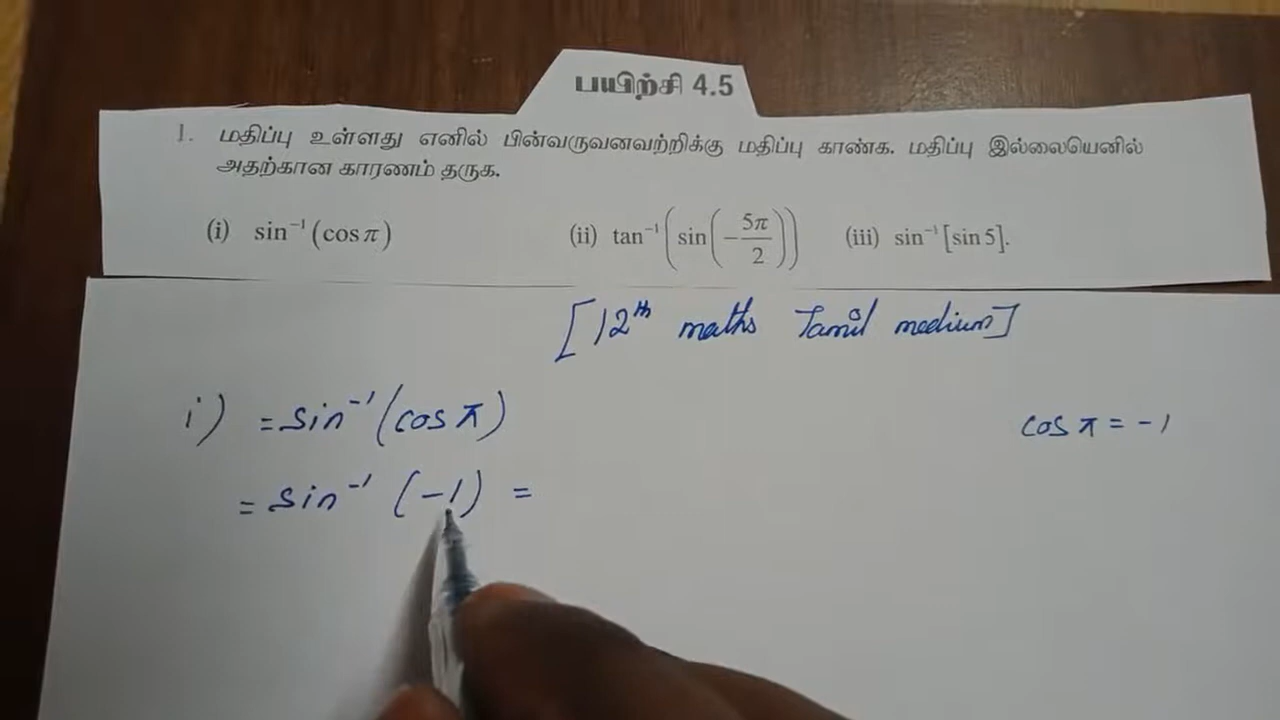 பயிற்சி 4.5
1. மதிப்பு உள்ளது எனில் பின்வருவனவற்றிக்கு மதிப்பு காண்க. மதிப்பு இல்லையெனில்
அதற்கான காரணம் தருக.
(i) sin⁻¹(cos π) (ii) tan⁻¹(sin(−5π/2)) (iii) sin⁻¹[sin 5].
[12th maths Tamil medium]
i) = sin⁻¹(cos π) cos π = -1
= sin⁻¹ (-1) =